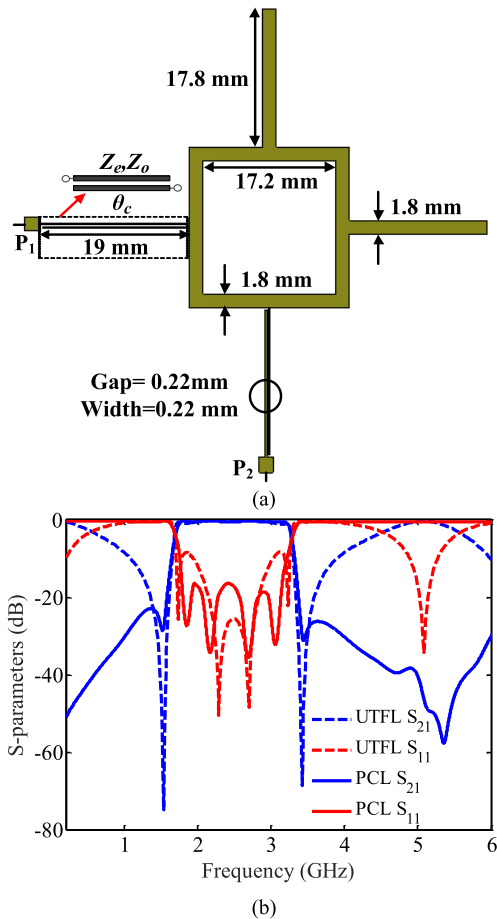 17.8 mm
Ze,Zo
θc
17.2 mm
1.8 mm
P1
19 mm
1.8 mm
Gap= 0.22mm
Width=0.22 mm
P2
(a)
0
-20
-40
-60
-80
S-parameters (dB)
UTFL S21
UTFL S11
PCL S21
PCL S11
1 2 3 4 5 6
Frequency (GHz)
(b)